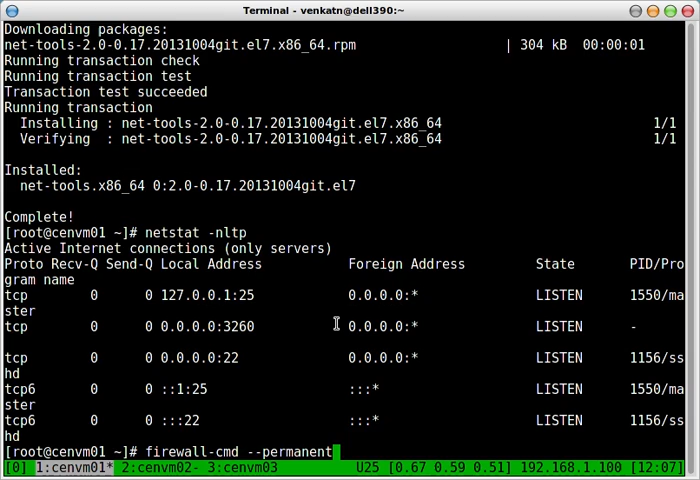 Terminal - venkatn@dell390:~
Downloading packages:
net-tools-2.0-0.17.20131004git.el7.x86_64.rpm | 304 kB 00:00:01
Running transaction check
Running transaction test
Transaction test succeeded
Running transaction
Installing : net-tools-2.0-0.17.20131004git.el7.x86_64 1/1
Verifying : net-tools-2.0-0.17.20131004git.el7.x86_64 1/1
Installed:
net-tools.x86_64 0:2.0-0.17.20131004git.el7
Complete!
[root@cenvm01 ~]# netstat -nltp
Active Internet connections (only servers)
Proto Recv-Q Send-Q Local Address Foreign Address State PID/Pro
gram name
tcp 0 0 127.0.0.1:25 0.0.0.0:* LISTEN 1550/ma
ster
tcp 0 0 0.0.0.0:3260 0.0.0.0:* LISTEN -
tcp 0 0 0.0.0.0:22 0.0.0.0:* LISTEN 1156/ss
hd
tcp6 0 0 ::1:25 :::* LISTEN 1550/ma
ster
tcp6 0 0 :::22 :::* LISTEN 1156/ss
hd
[root@cenvm01 ~]# firewall-cmd --permanent
[0] 1:cenvm01* 2:cenvm02- 3:cenvm03 U25 [0.67 0.59 0.51] 192.168.1.100 [12:07]